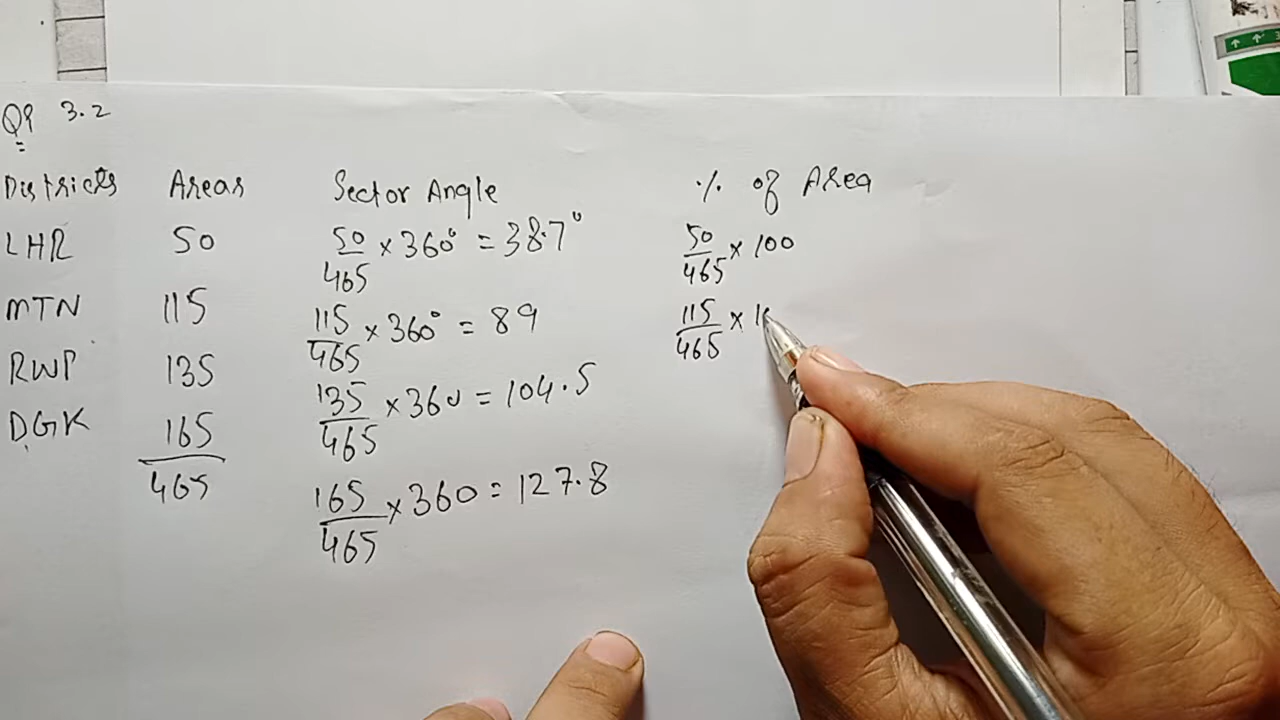 Q# 3.2
Districts Areas Sector Angle % of Area
LHR 50 50/465 × 360° = 38.7° 50/465 × 100
MTN 115 115/465 × 360° = 89 115/465 × 1
RWP 135 135/465 × 360 = 104.5
DGK 165 165/465 × 360 = 127.8
465